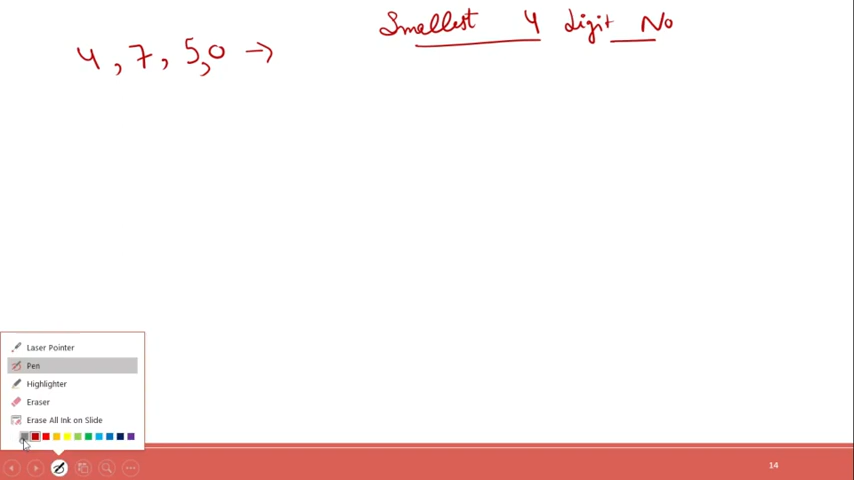 Smallest 4 digit No
4, 7, 5, 0 →
Laser Pointer
Pen
Highlighter
Eraser
Erase All Ink on Slide
14